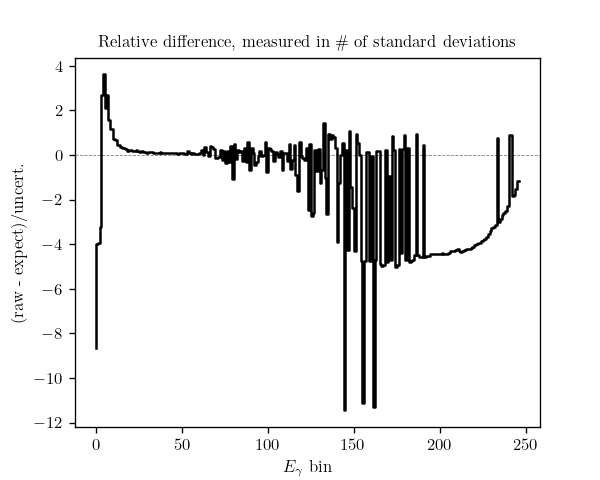 Relative difference, measured in # of standard deviations
(raw - expect)/uncert.
4
2
0
−2
−4
−6
−8
−10
−12
0 50 100 150 200 250
Eγ bin